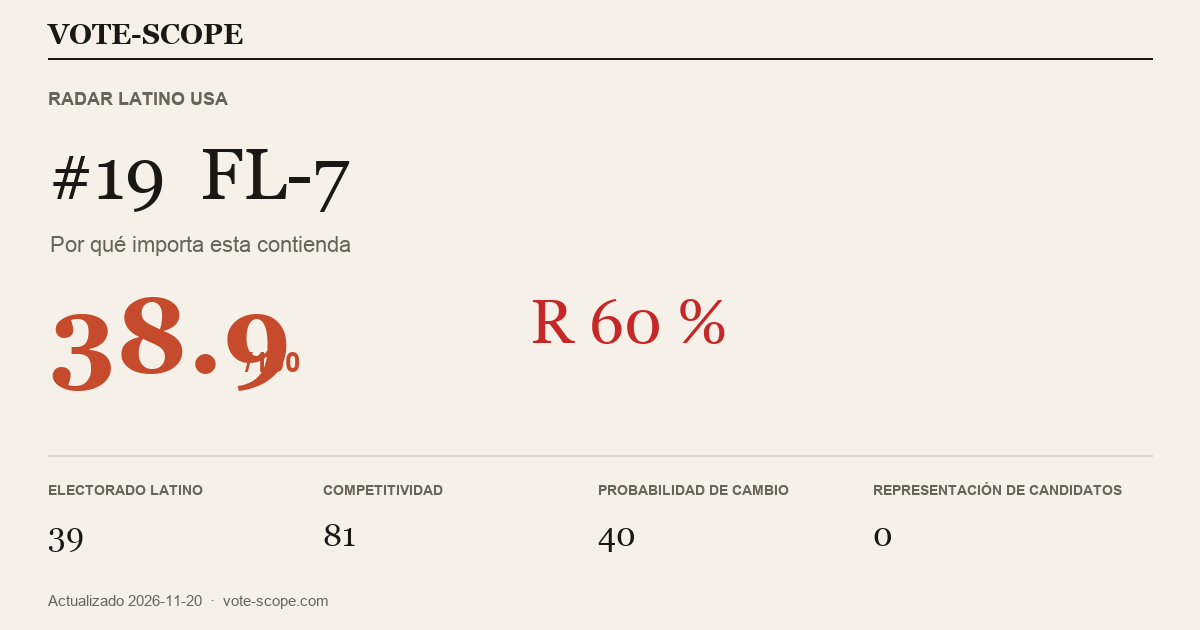 VOTE-SCOPE
RADAR LATINO USA
#19 FL-7
Por qué importa esta contienda
38.9 /100
R 60 %
ELECTORADO LATINO
COMPETITIVIDAD
PROBABILIDAD DE CAMBIO
REPRESENTACIÓN DE CANDIDATOS
39
81
40
0
Actualizado 2026-11-20 · vote-scope.com